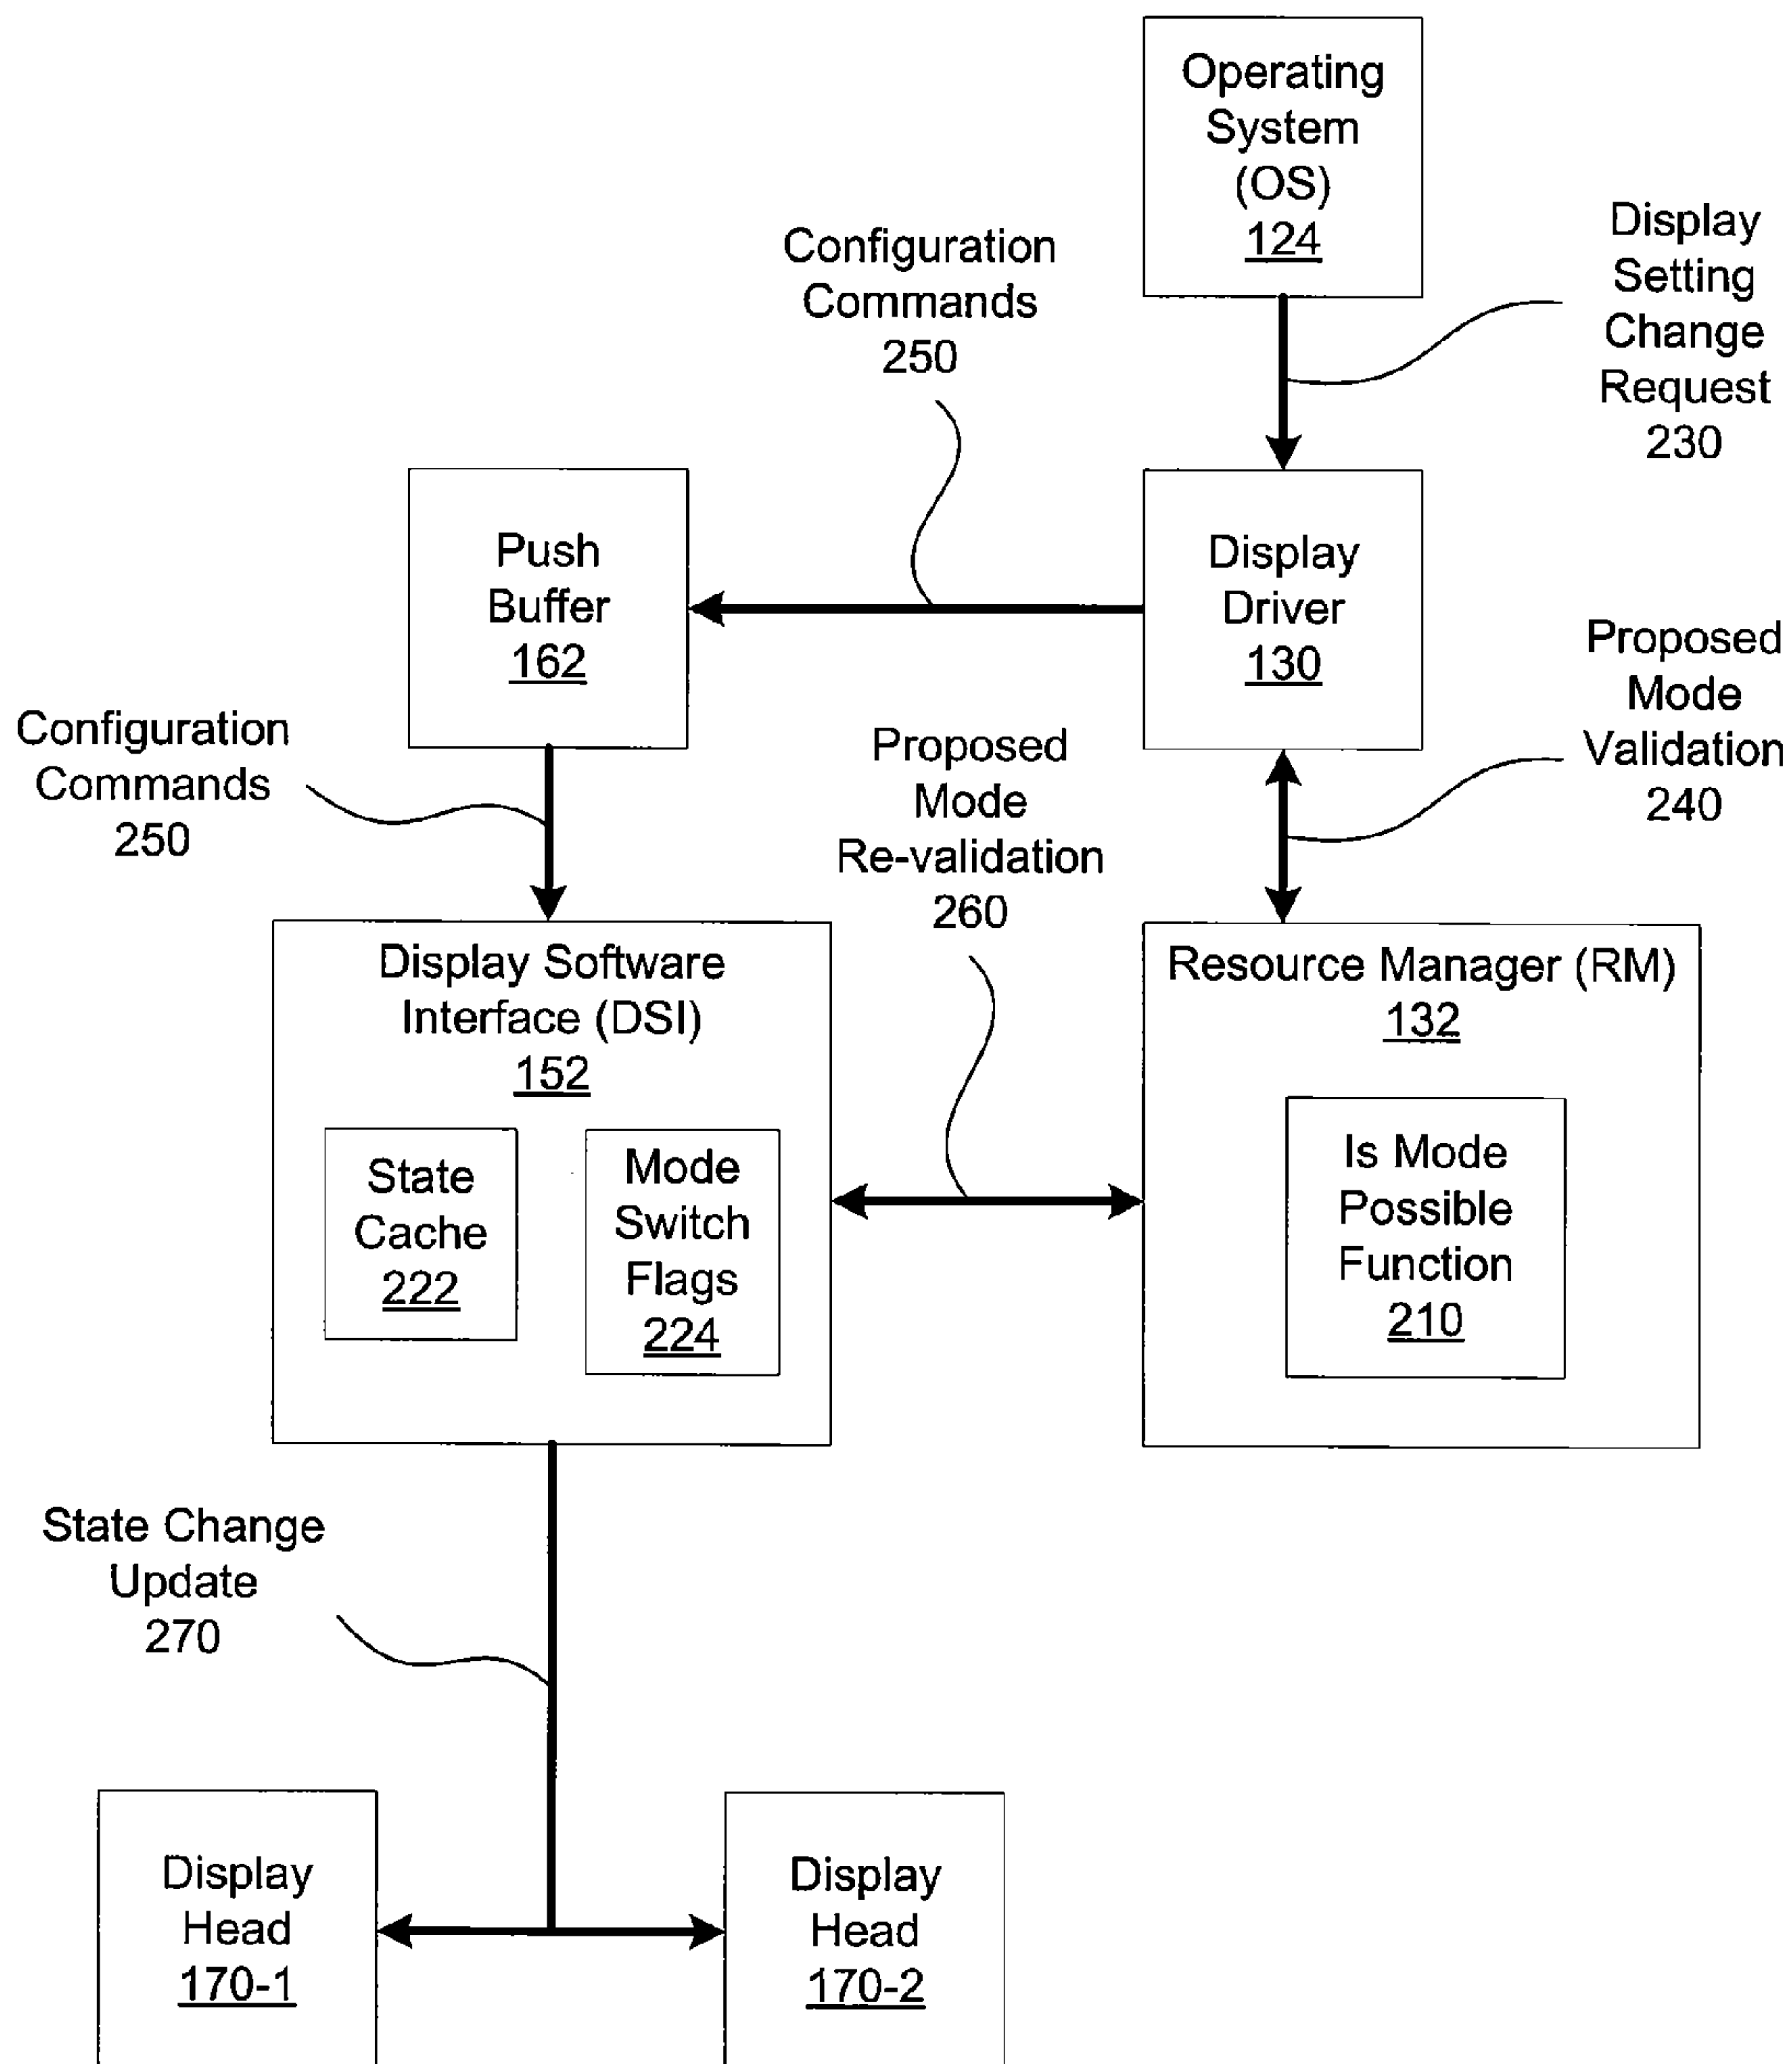 Operating
System
(OS)
124
Display
Setting
Change
Request
230
Configuration
Commands
250
Push
Buffer
162
Display
Driver
130
Proposed
Mode
Validation
240
Configuration
Commands
250
Proposed
Mode
Re-validation
260
Display Software
Interface (DSI)
152
State
Cache
222
Mode
Switch
Flags
224
Resource Manager (RM)
132
Is Mode
Possible
Function
210
State Change
Update
270
Display
Head
170-1
Display
Head
170-2